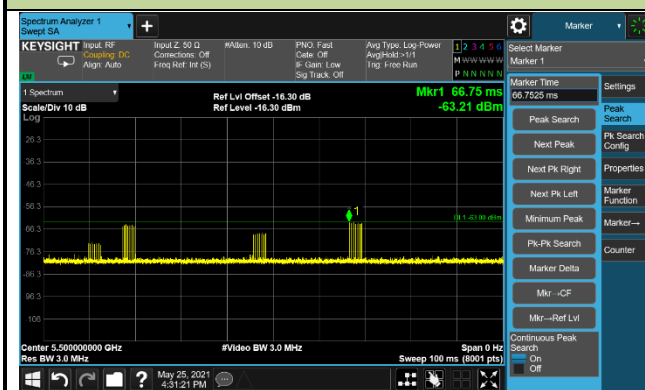 Spectrum Analyzer 1
Swept SA
Marker
KEYSIGHT
Input: RF
Coupling: DC
Align: Auto
Input Z: 50 Ω
Corrections: Off
Freq Ref: Int (S)
#Atten: 10 dB
PNO: Fast
Gate: Off
IF Gain: Low
Sig Track: Off
Avg Type: Log-Power
Avg|Hold:>1/1
Trig: Free Run
1 2 3 4 5 6
M W W W W W
P N N N N N
LXI
1 Spectrum
Scale/Div 10 dB
Log
Ref Lvl Offset -16.30 dB
Ref Level -16.30 dBm
Mkr1 66.75 ms
-63.21 dBm
-26.3
-36.3
-46.3
-56.3
-66.3
-76.3
-86.3
-96.3
-106
1
Center 5.500000000 GHz
Res BW 3.0 MHz
#Video BW 3.0 MHz
Span 0 Hz
Sweep 100 ms (8001 pts)
Select Marker
Marker 1
Marker Time
66.7525 ms
Peak Search
Next Peak
Next Pk Right
Next Pk Left
Minimum Peak
Pk-Pk Search
Marker Delta
Mkr→CF
Mkr→Ref Lvl
Continuous Peak
Search
On
Off
Settings
Peak
Search
Pk Search
Config
Properties
Marker
Function
Marker→
Counter
May 25, 2021
4:31:21 PM